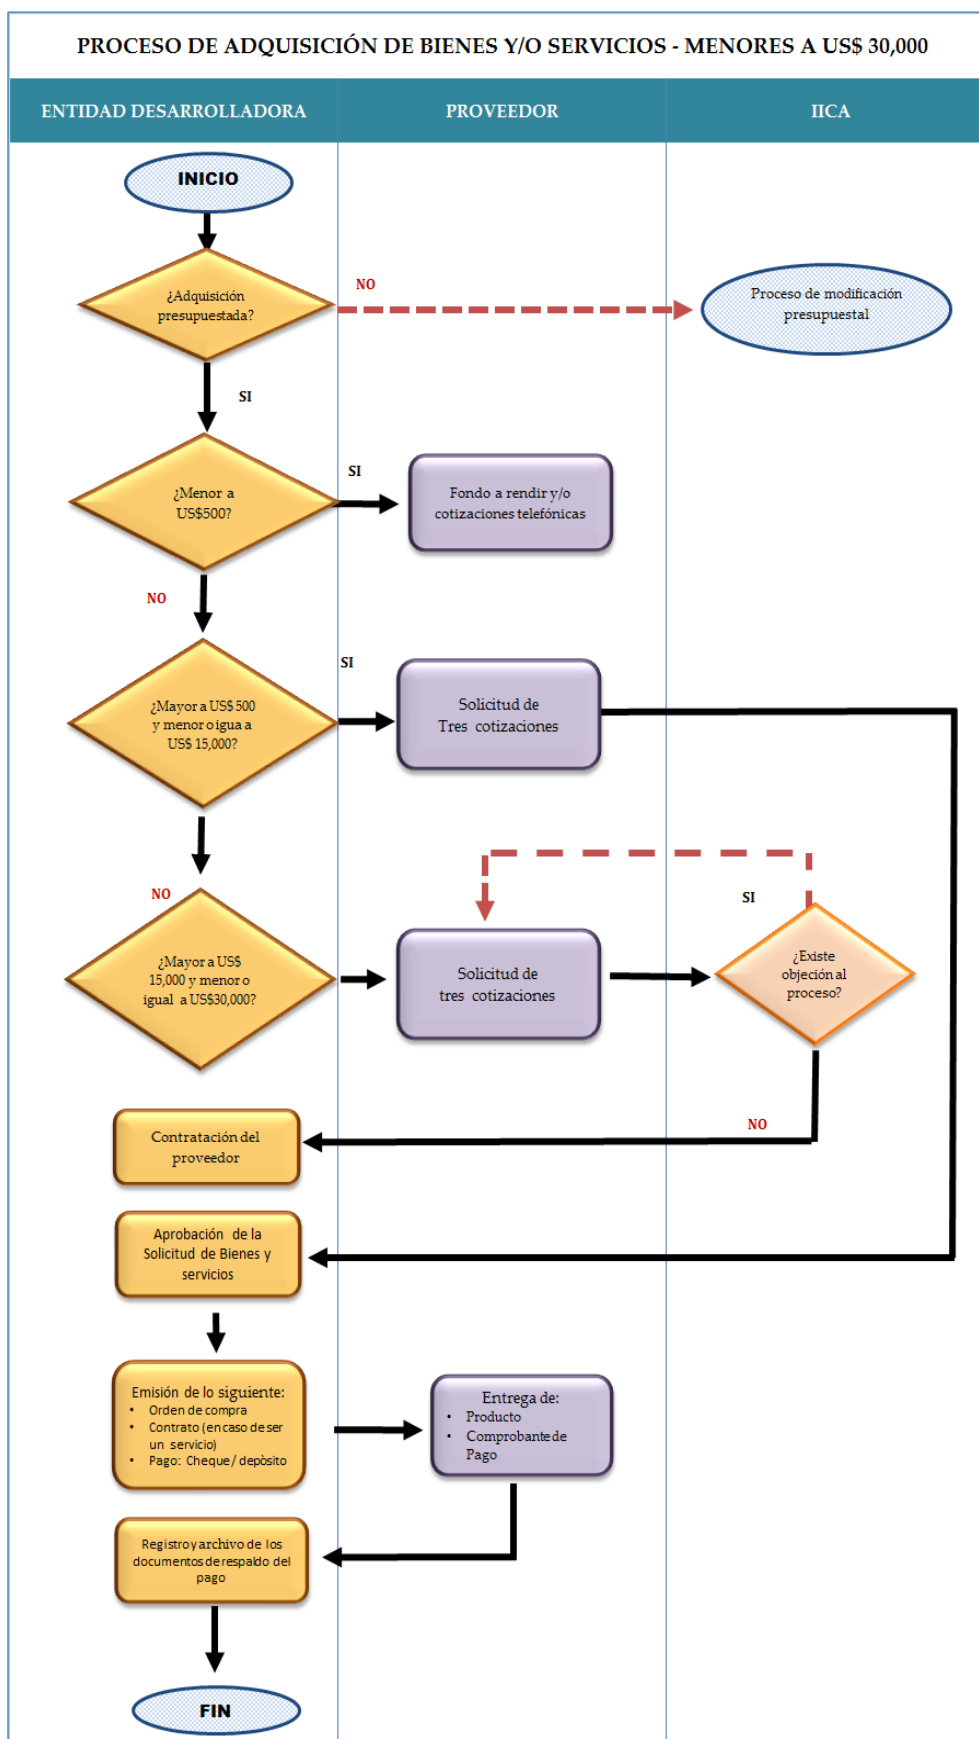 PROCESO DE ADQUISICIÓN DE BIENES Y/O SERVICIOS - MENORES A US$ 30,000
ENTIDAD DESARROLLADORA
PROVEEDOR
IICA
INICIO
¿Adquisición
presupuestada?
NO
Proceso de modificación
presupuestal
SI
¿Menor a
US$500?
SI
Fondo a rendir y/o
cotizaciones telefónicas
NO
¿Mayor a US$ 500
y menor o igua a
US$ 15,000?
SI
Solicitud de
Tres cotizaciones
NO
¿Mayor a US$
15,000 y menor o
igual a US$30,000?
Solicitud de
tres cotizaciones
SI
¿Existe
objeción al
proceso?
NO
Contratación del
proveedor
Aprobación de la
Solicitud de Bienes y
servicios
Emisión de lo siguiente:
• Orden de compra
• Contrato (en caso de ser
un servicio)
• Pago: Cheque / depòsito
Entrega de:
• Producto
• Comprobante de
Pago
Registro y archivo de los
documentos de respaldo del
pago
FIN